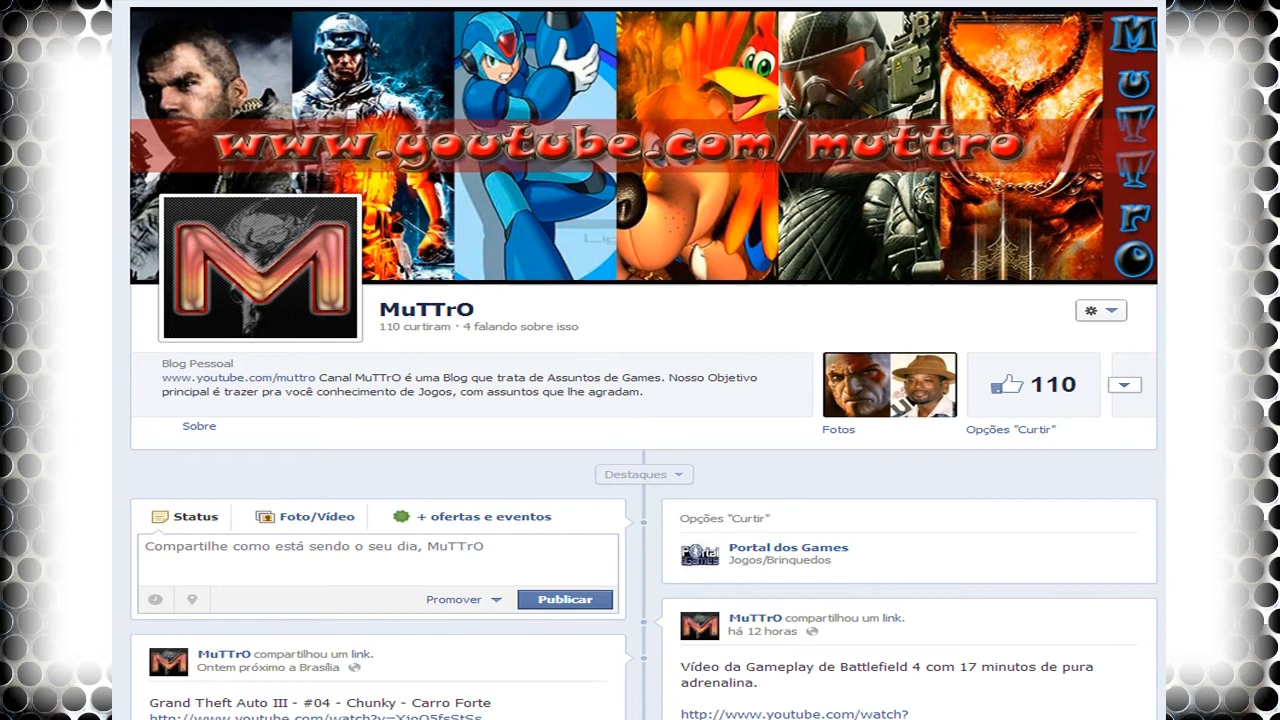 www.youtube.com/muttro
MuTTro
M
MuTTrO
110 curtiram · 4 falando sobre isso
Blog Pessoal
www.youtube.com/muttro Canal MuTTrO é uma Blog que trata de Assuntos de Games. Nosso Objetivo
principal é trazer pra você conhecimento de Jogos, com assuntos que lhe agradam.
Sobre
Fotos
110
Opções "Curtir"
Destaques
Status
Foto/Vídeo
+ ofertas e eventos
Compartilhe como está sendo o seu dia, MuTTrO
Promover
Publicar
MuTTrO compartilhou um link.
Ontem próximo a Brasília
Grand Theft Auto III - #04 - Chunky - Carro Forte
Opções "Curtir"
Portal dos Games
Jogos/Brinquedos
MuTTrO compartilhou um link.
há 12 horas
Vídeo da Gameplay de Battlefield 4 com 17 minutos de pura
adrenalina.
http://www.youtube.com/watch?